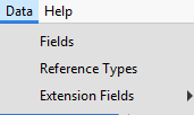 Data Help
Fields
Reference Types
Extension Fields